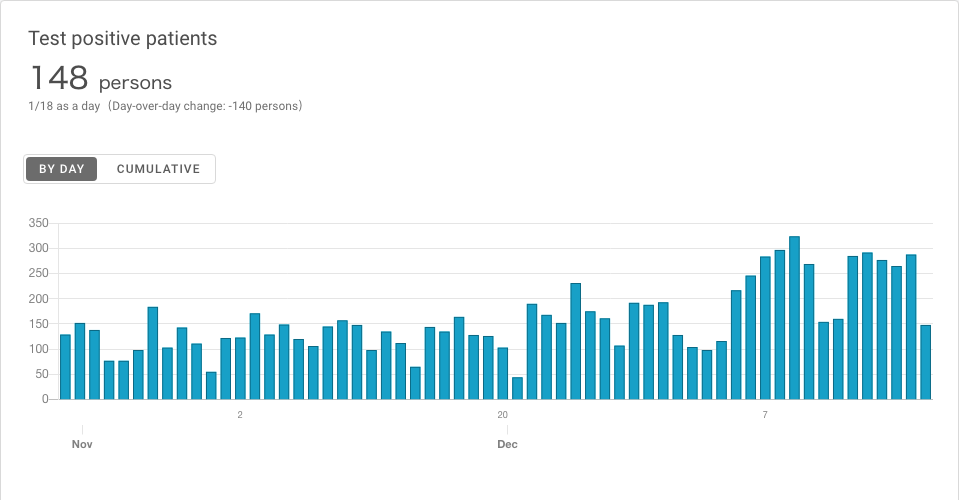 Test positive patients
148 persons
1/18 as a day (Day-over-day change: -140 persons)
BY DAY CUMULATIVE
350
300
250
200
150
100
50
0
2 20 7
Nov Dec